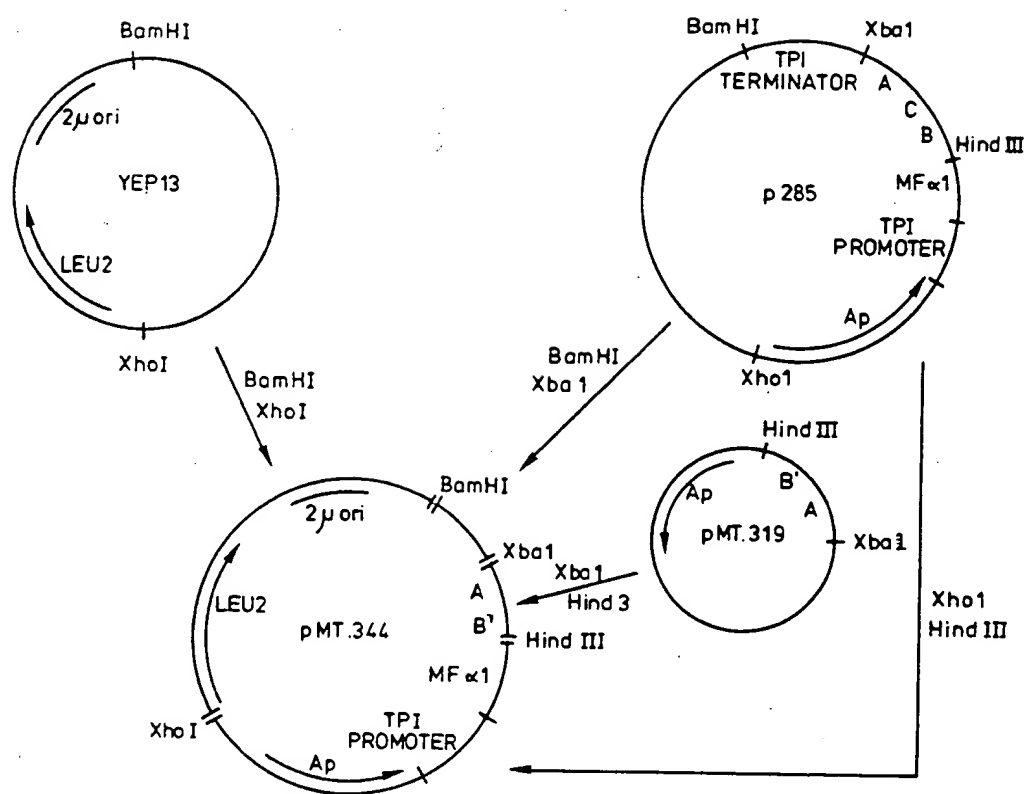 BamHI
2μ ori
YEP13
LEU2
XhoI
BamHI
XhoI
BamHI
Xba1
TPI
TERMINATOR
A
C
B
Hind III
p285
MFα1
TPI
PROMOTER
Ap
Xho1
BamHI
Xba 1
Hind III
Ap
B'
A
pMT.319
Xba1
Xba1
Hind 3
Xho1
Hind III
BamHI
2μ ori
Xba1
A
B'
LEU2
pMT.344
Hind III
MFα1
XhoI
TPI
PROMOTER
Ap